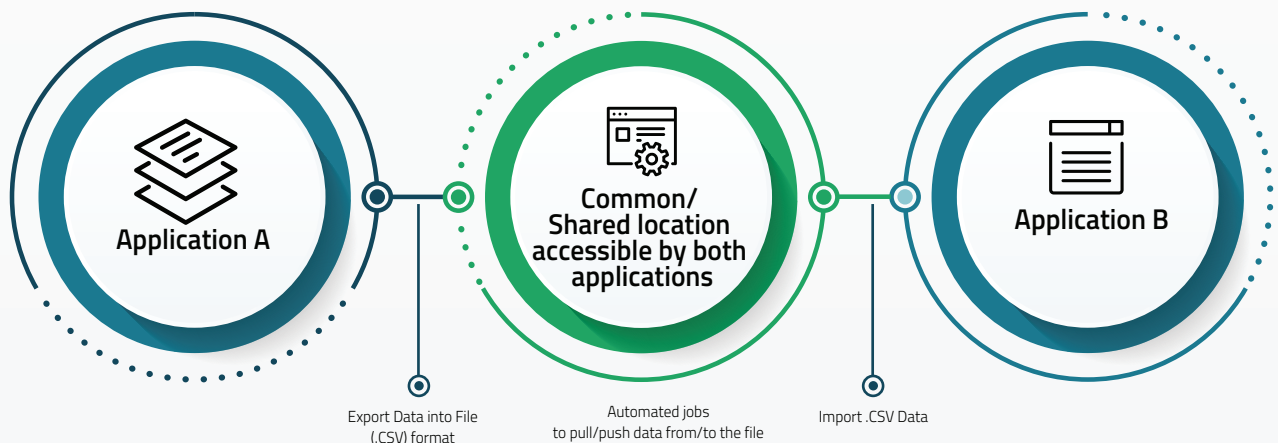 Application A
Common/
Shared location
accessible by both
applications
Application B
Export Data into File
(.CSV) format
Automated jobs
to pull/push data from/to the file
Import .CSV Data